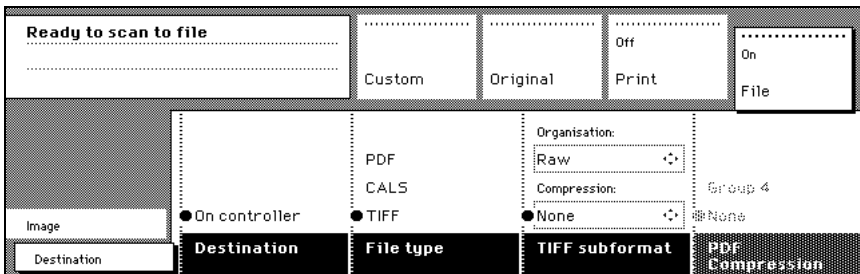 Ready to scan to file
Custom
Original
Off
Print
On
File
Image
Destination
On controller
Destination
PDF
CALS
TIFF
File type
Organisation:
Raw
Compression:
None
TIFF subformat
Group 4
None
PDF
Compression